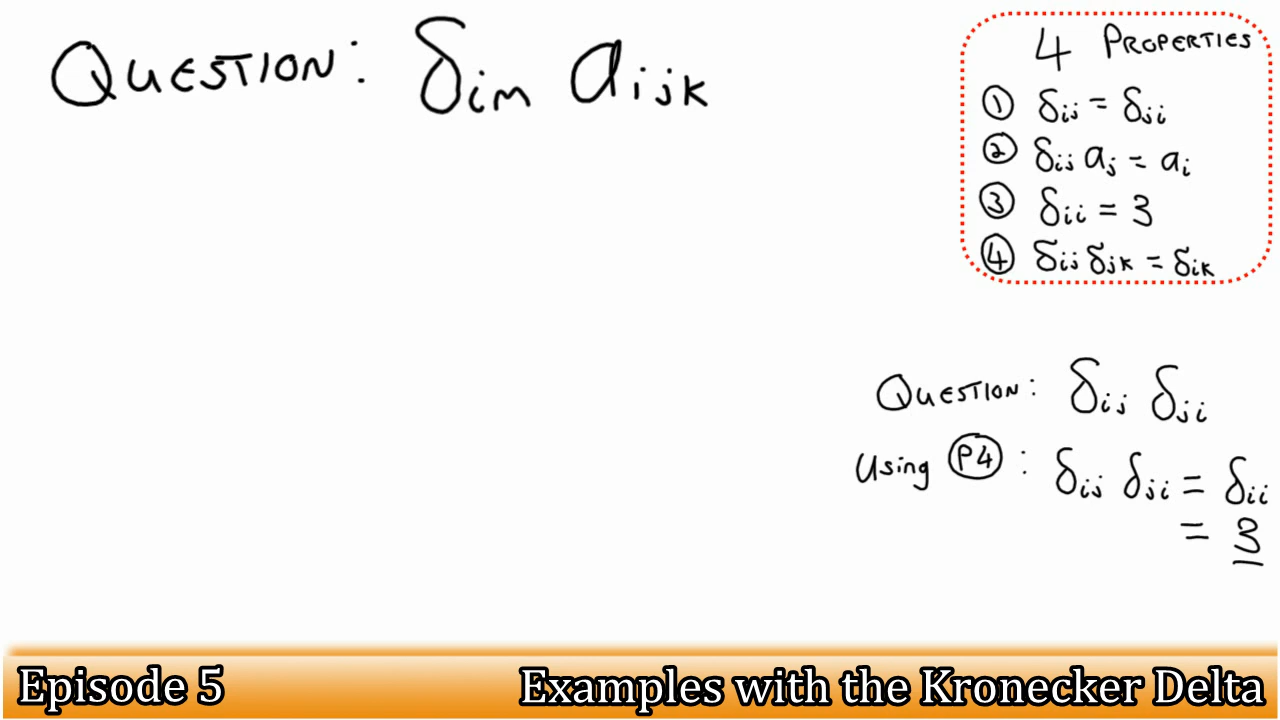 QUESTION: δim aijk
4 PROPERTIES
① δij = δji
② δij aj = ai
③ δii = 3
④ δij δjk = δik
QUESTION: δij δji
Using P4 : δij δji = δii
= 3
Episode 5
Examples with the Kronecker Delta